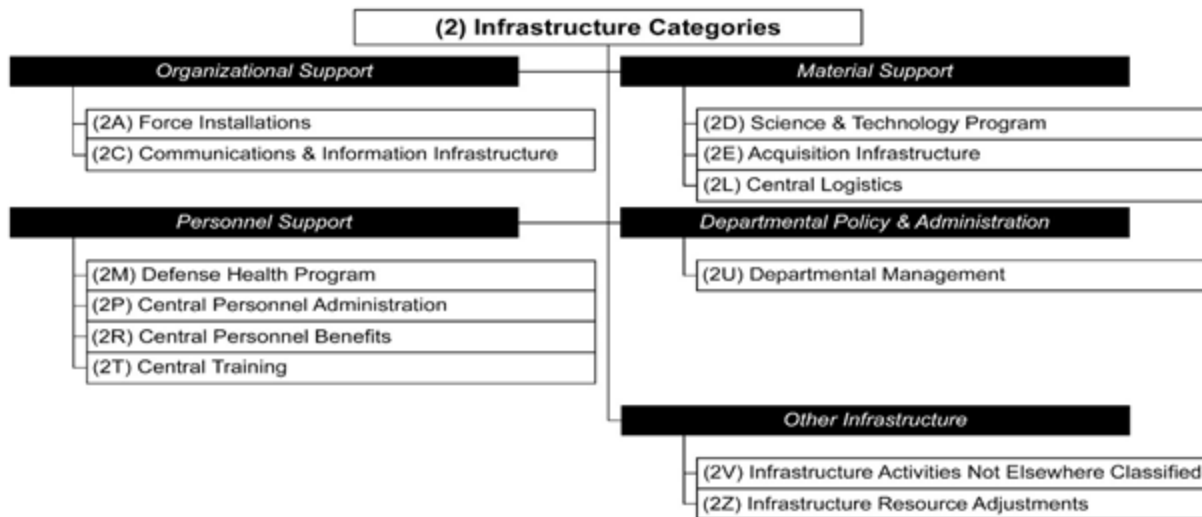 (2) Infrastructure Categories
Organizational Support
(2A) Force Installations
(2C) Communications & Information Infrastructure
Material Support
(2D) Science & Technology Program
(2E) Acquisition Infrastructure
(2L) Central Logistics
Personnel Support
(2M) Defense Health Program
(2P) Central Personnel Administration
(2R) Central Personnel Benefits
(2T) Central Training
Departmental Policy & Administration
(2U) Departmental Management
Other Infrastructure
(2V) Infrastructure Activities Not Elsewhere Classified
(2Z) Infrastructure Resource Adjustments